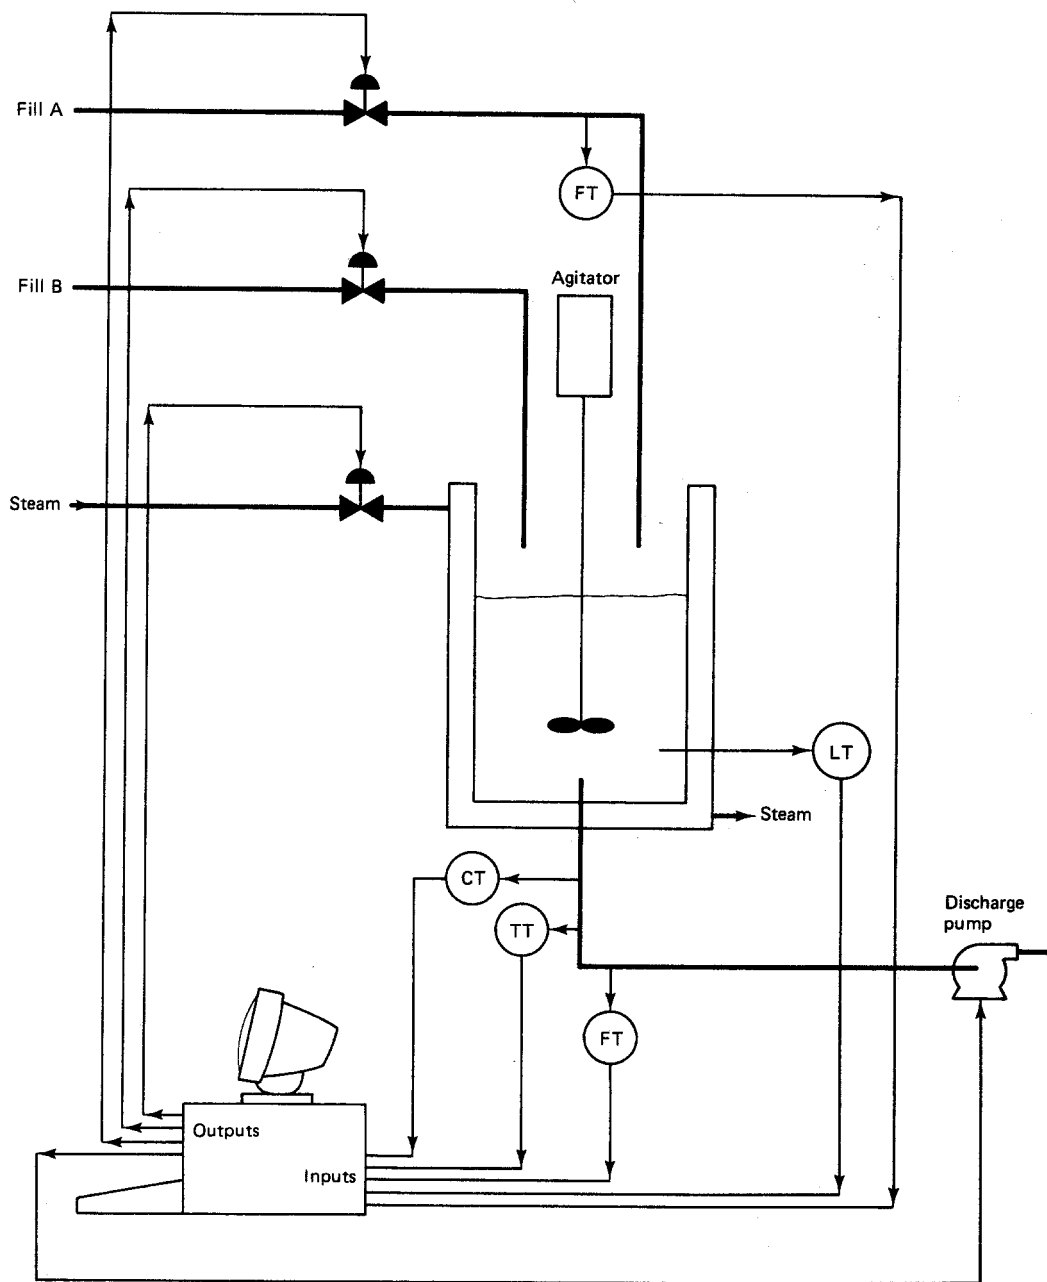 Fill A
FT
Fill B
Agitator
Steam
LT
Steam
CT
TT
Discharge
pump
FT
Outputs
Inputs